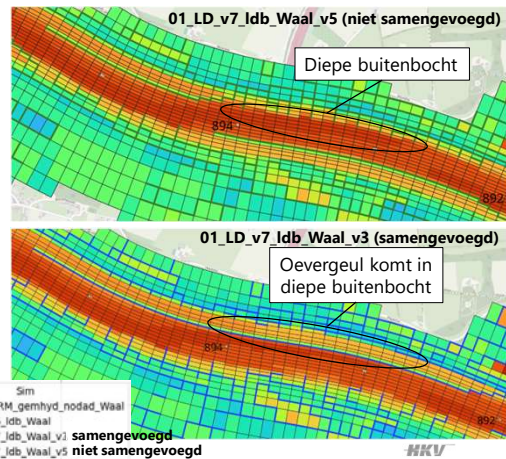 01_LD_v7_ldb_Waal_v5 (niet samengevoegd)
Diepe buitenbocht
894
892
01_LD_v7_ldb_Waal_v3 (samengevoegd)
Oevergeul komt in
diepe buitenbocht
894
892
Sim
RM_gemhyd_nodad_Waal
_ldb_Waal
_ldb_Waal_v3 samengevoegd
_ldb_Waal_v5 niet samengevoegd
HKV